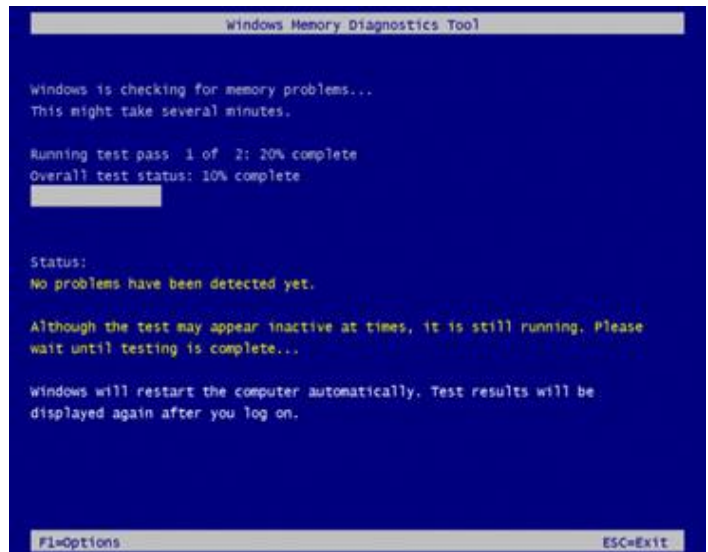 Windows Memory Diagnostics Tool
Windows is checking for memory problems...
This might take several minutes.
Running test pass 1 of 2: 20% complete
Overall test status: 10% complete
Status:
No problems have been detected yet.
Although the test may appear inactive at times, it is still running. Please
wait until testing is complete...
Windows will restart the computer automatically. Test results will be
displayed again after you log on.
F1=Options ESC=Exit